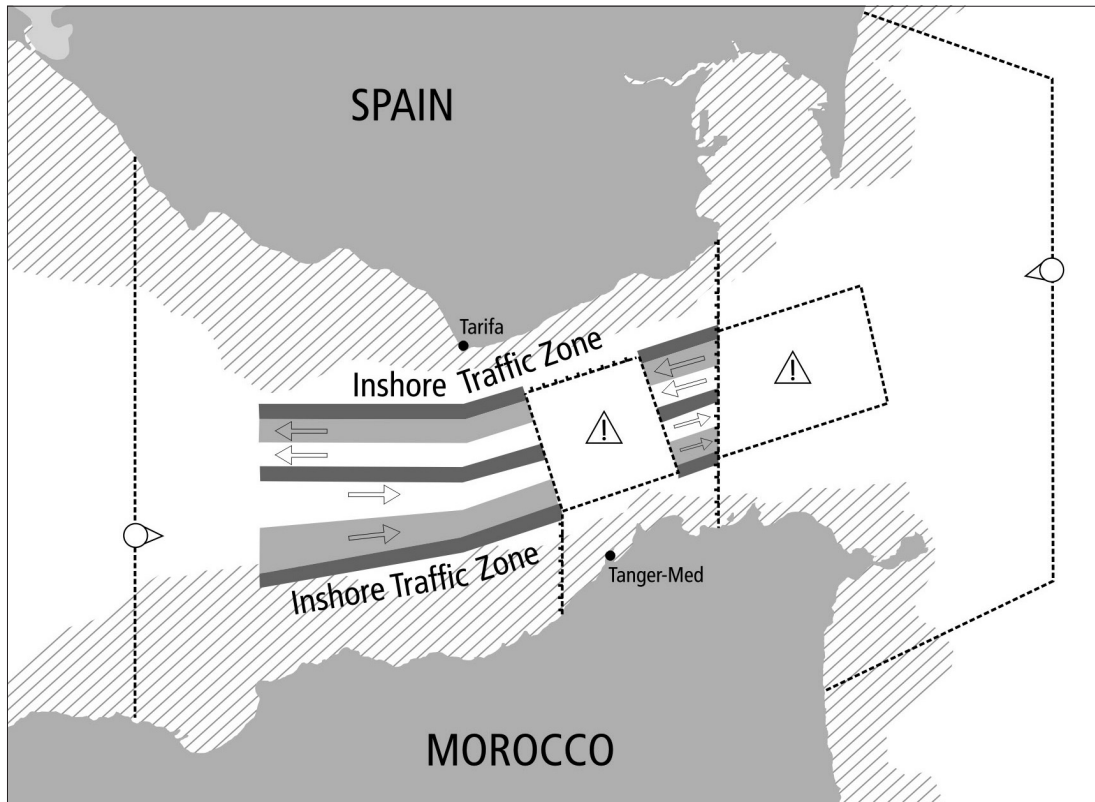 SPAIN
Tarifa
Inshore Traffic Zone
Inshore Traffic Zone
Tanger-Med
MOROCCO